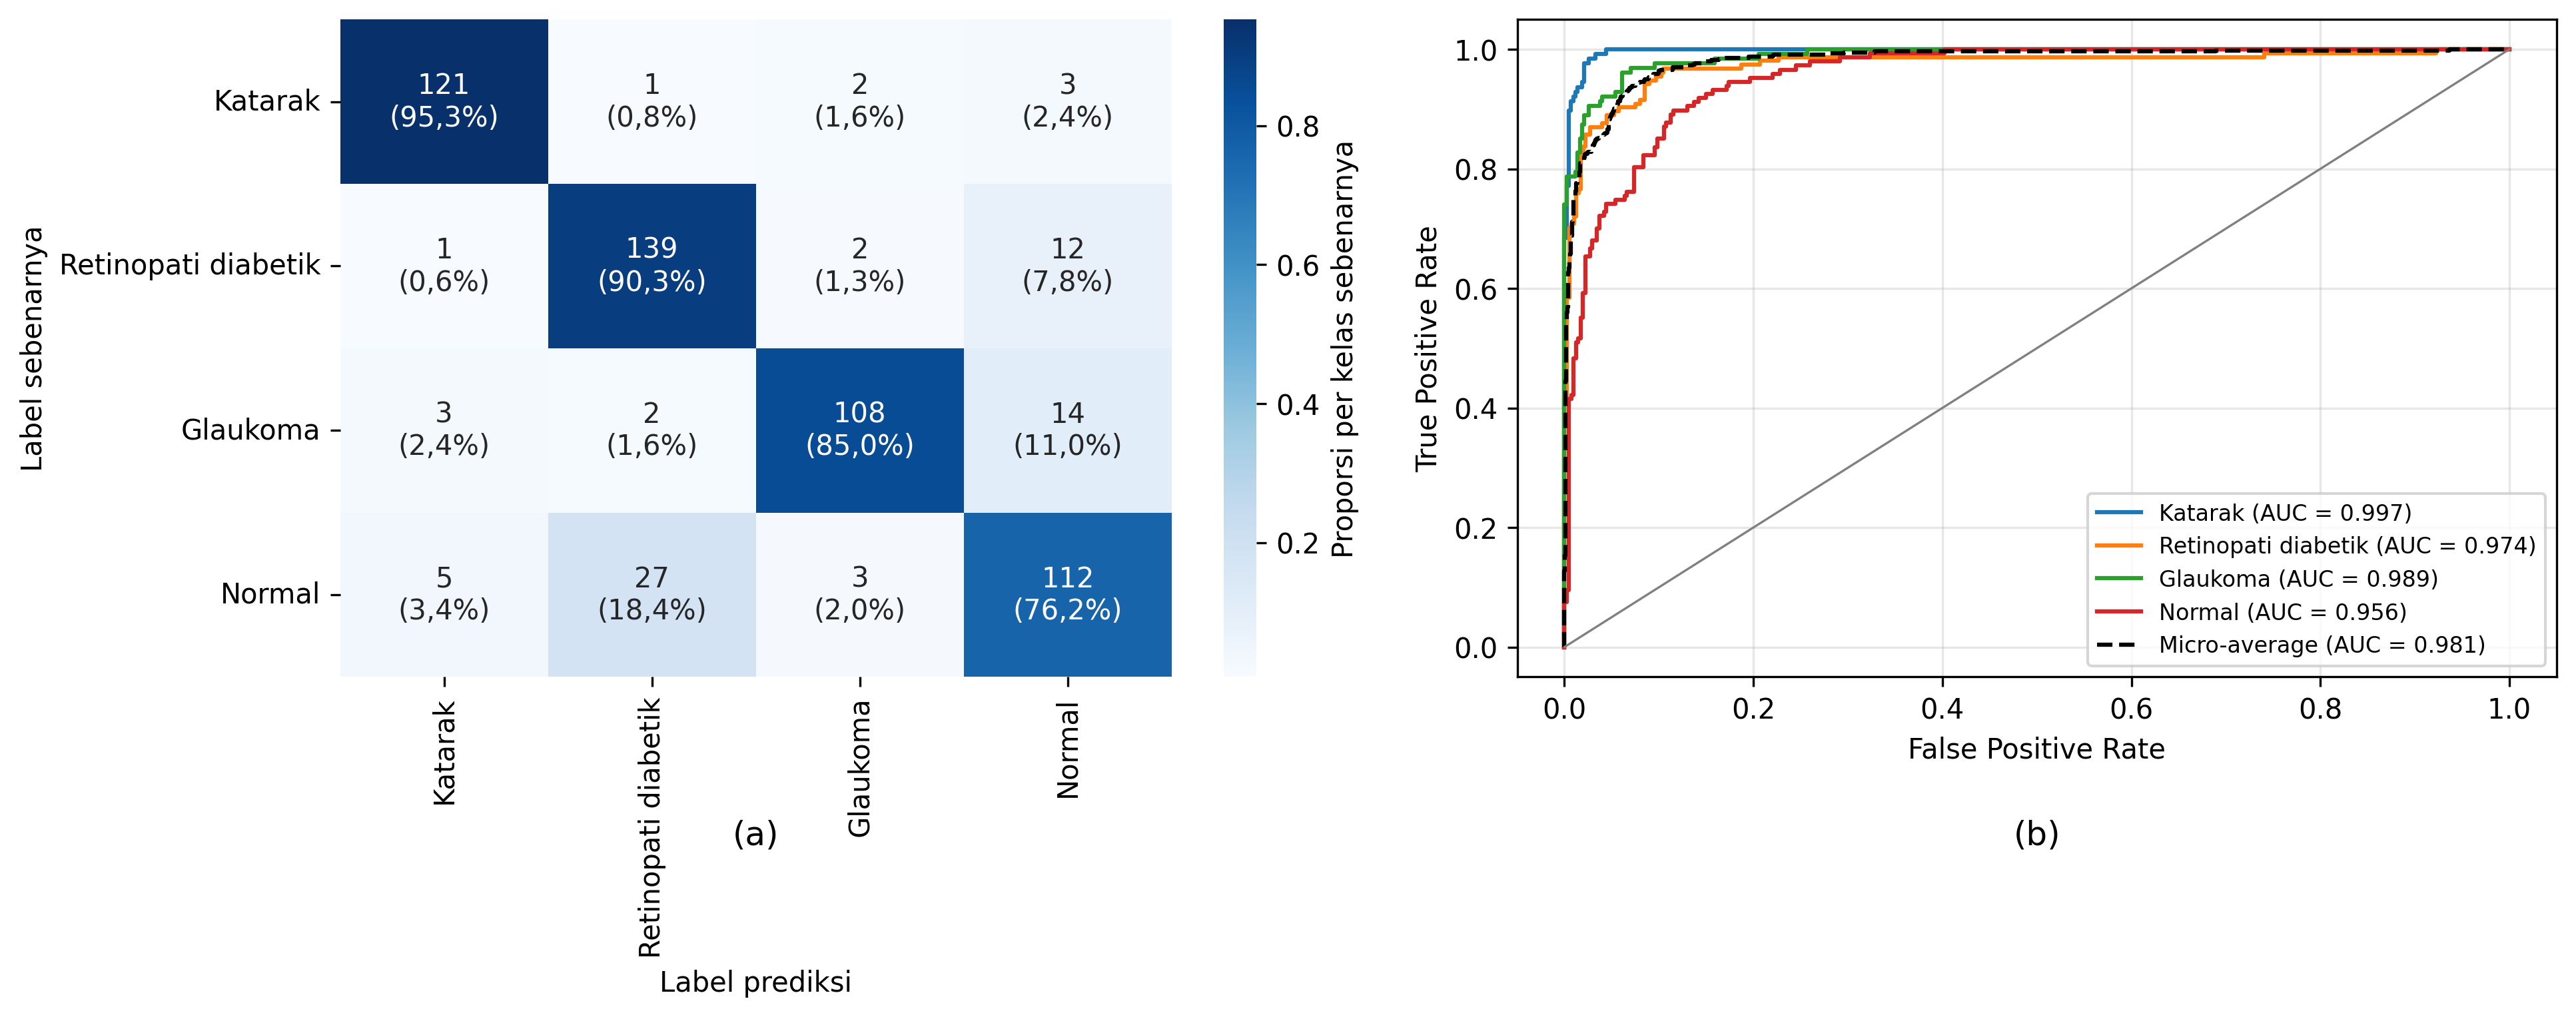 Label sebenarnya
Katarak
Retinopati diabetik
Glaukoma
Normal
121
(95,3%)
1
(0,8%)
2
(1,6%)
3
(2,4%)
1
(0,6%)
139
(90,3%)
2
(1,3%)
12
(7,8%)
3
(2,4%)
2
(1,6%)
108
(85,0%)
14
(11,0%)
5
(3,4%)
27
(18,4%)
3
(2,0%)
112
(76,2%)
Katarak
Retinopati diabetik
Glaukoma
Normal
Label prediksi
(a)
0.8
0.6
0.4
0.2
Proporsi per kelas sebenarnya
True Positive Rate
1.0
0.8
0.6
0.4
0.2
0.0
Katarak (AUC = 0.997)
Retinopati diabetik (AUC = 0.974)
Glaukoma (AUC = 0.989)
Normal (AUC = 0.956)
Micro-average (AUC = 0.981)
0.0
0.2
0.4
0.6
0.8
1.0
False Positive Rate
(b)